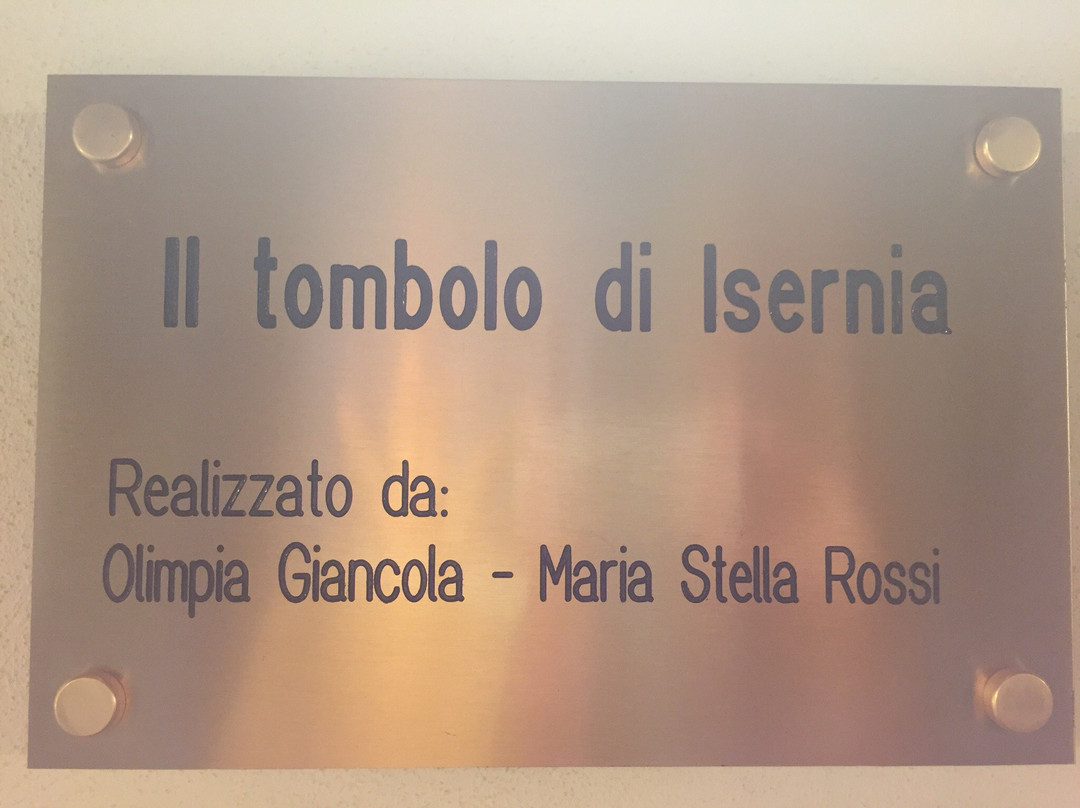 Il tombolo di Isernia
Realizzato da:
Olimpia Giancola - Maria Stella Rossi